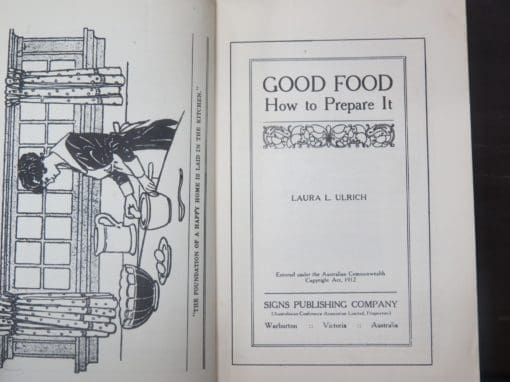 "THE FOUNDATION OF A HAPPY HOME IS LAID IN THE KITCHEN."
GOOD FOOD
How to Prepare It
LAURA L. ULRICH
Entered under the Australian Commonwealth
Copyright Act, 1912
SIGNS PUBLISHING COMPANY
(Australasian Conference Association Limited, Proprietors)
Warburton :: Victoria :: Australia